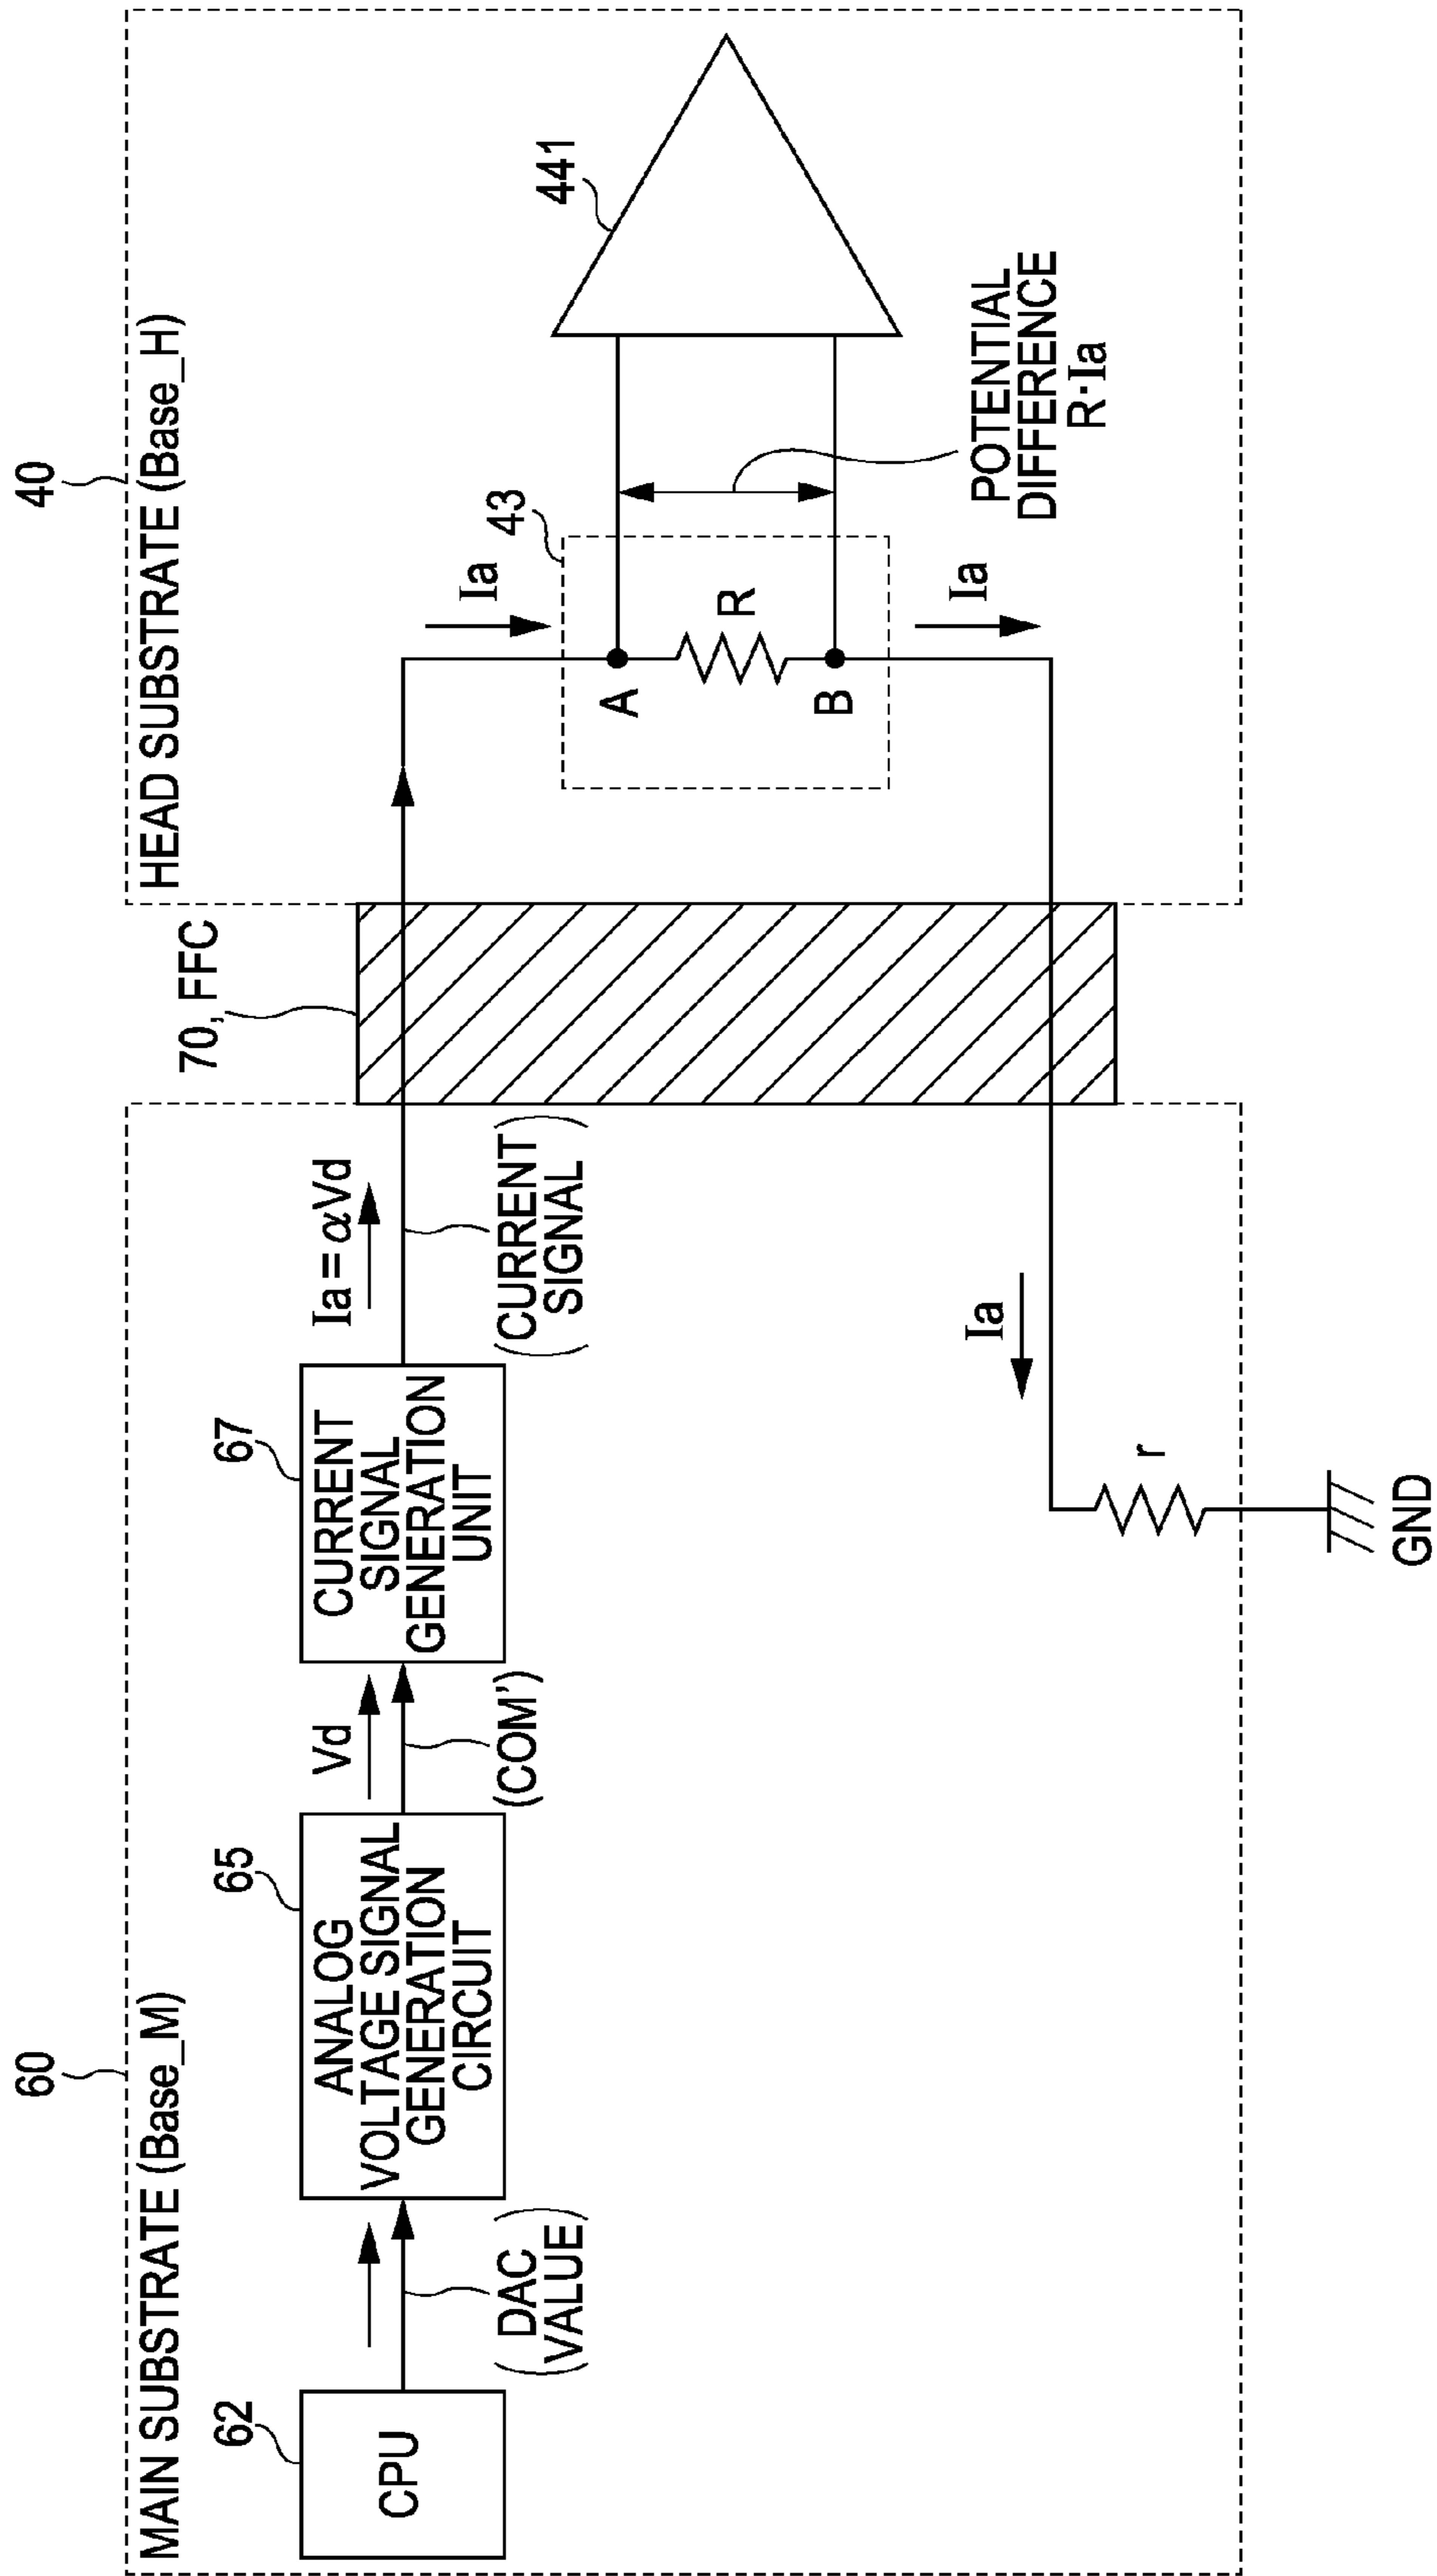 60
MAIN SUBSTRATE (Base_M)
62
CPU
(DAC
VALUE)
65
ANALOG
VOLTAGE SIGNAL
GENERATION
CIRCUIT
Vd
(COM')
67
CURRENT
SIGNAL
GENERATION
UNIT
Ia=αVd
(CURRENT
SIGNAL)
Ia
r
GND
70, FFC
40
HEAD SUBSTRATE (Base_H)
Ia
43
A
R
B
Ia
441
POTENTIAL
DIFFERENCE
R·Ia